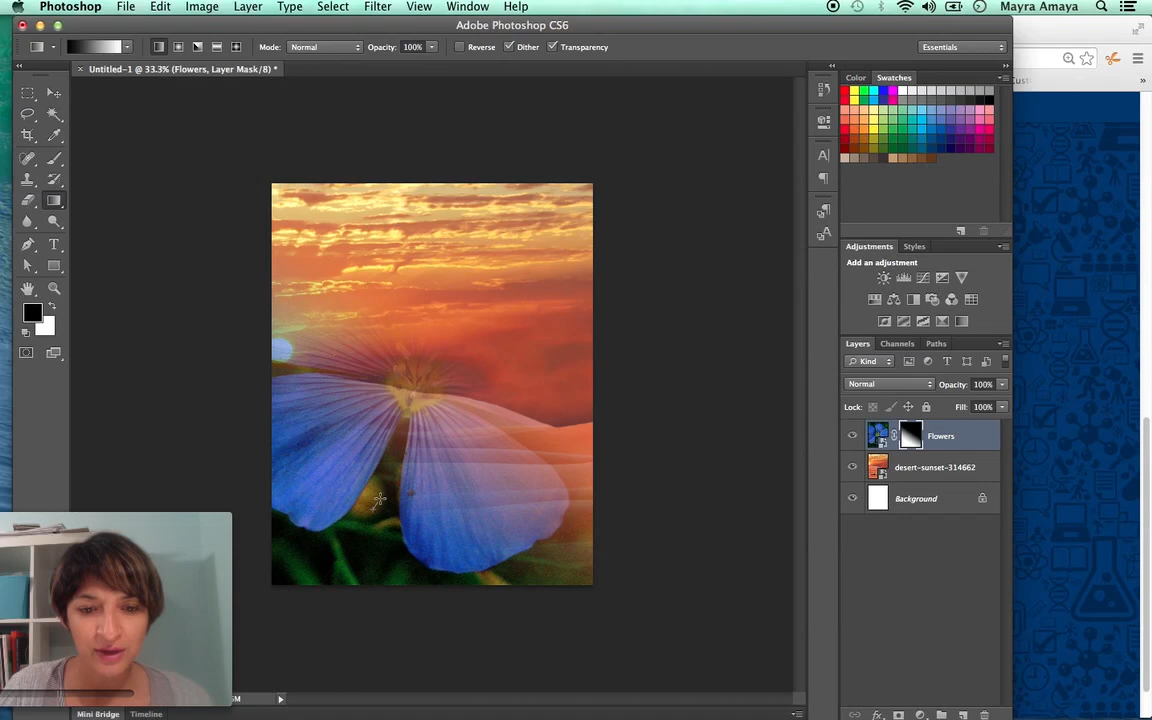 Photoshop File Edit Image Layer Type Select Filter View Window Help Mayra Amaya
Adobe Photoshop CS6
Mode: Normal Opacity: 100% Reverse Dither Transparency Essentials
Untitled-1 @ 33.3% (Flowers, Layer Mask/8) *
Color Swatches
Adjustments Styles
Add an adjustment
Layers Channels Paths
Kind
Normal Opacity: 100%
Lock: Fill: 100%
Flowers
desert-sunset-314662
Background
Mini Bridge Timeline